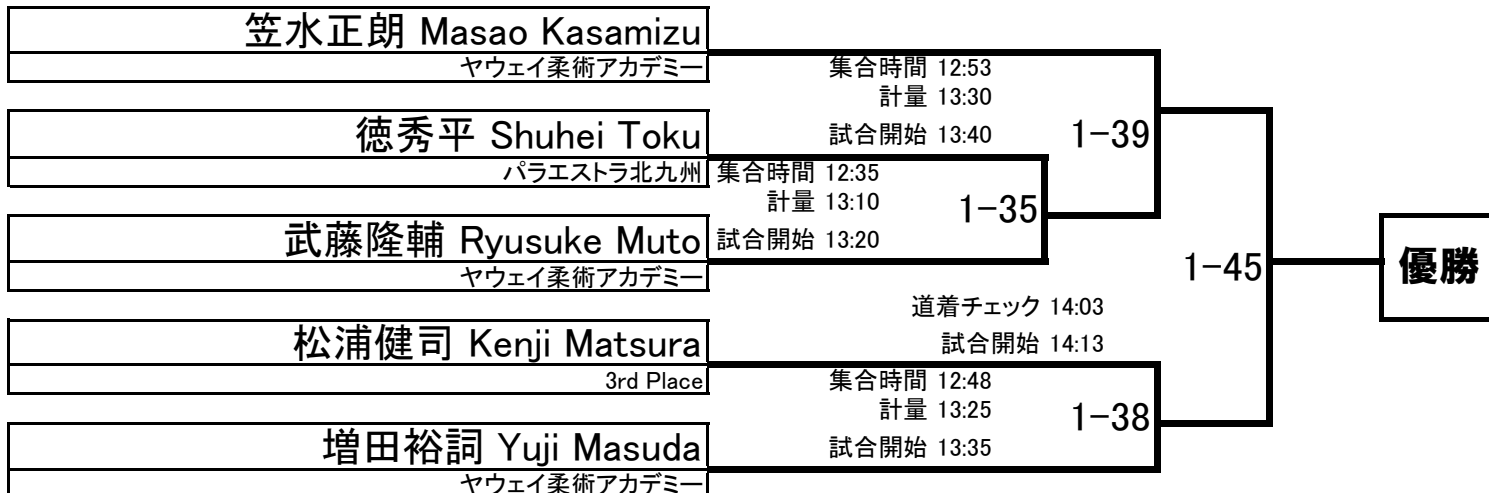 笠水正朗 Masao Kasamizu
ヤウェイ柔術アカデミー
集合時間 12:53
計量 13:30
試合開始 13:40
1-39
徳秀平 Shuhei Toku
パラエストラ北九州
集合時間 12:35
計量 13:10
試合開始 13:20
1-35
武藤隆輔 Ryusuke Muto
ヤウェイ柔術アカデミー
1-45
優勝
道着チェック 14:03
試合開始 14:13
松浦健司 Kenji Matsura
3rd Place
集合時間 12:48
計量 13:25
試合開始 13:35
1-38
増田裕詞 Yuji Masuda
ヤウェイ柔術アカデミー